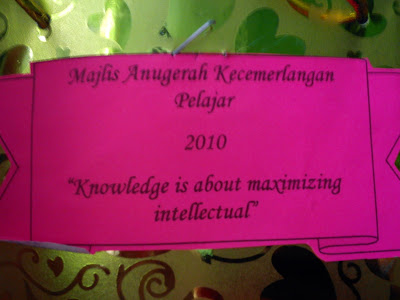 Majlis Anugerah Kecemerlangan
Pelajar
2010
“Knowledge is about maximizing
intellectual”